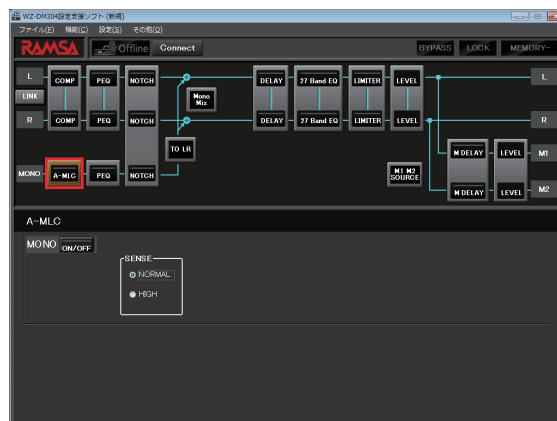 WZ-DM304設定支援ソフト (新規)
ファイル(F) 機能(C) 設定(S) その他(O)
RAMSA Offline Connect BYPASS LOCK MEMORY-
L COMP PEQ NOTCH DELAY 27 Band EQ LIMITER LEVEL L
LINK Mono Mix
R COMP PEQ NOTCH DELAY 27 Band EQ LIMITER LEVEL R
TO LR M DELAY LEVEL M1
MONO A-MLC PEQ NOTCH M1 M2 SOURCE
M DELAY LEVEL M2
A-MLC
MONO ON/OFF
SENSE
NORMAL
HIGH